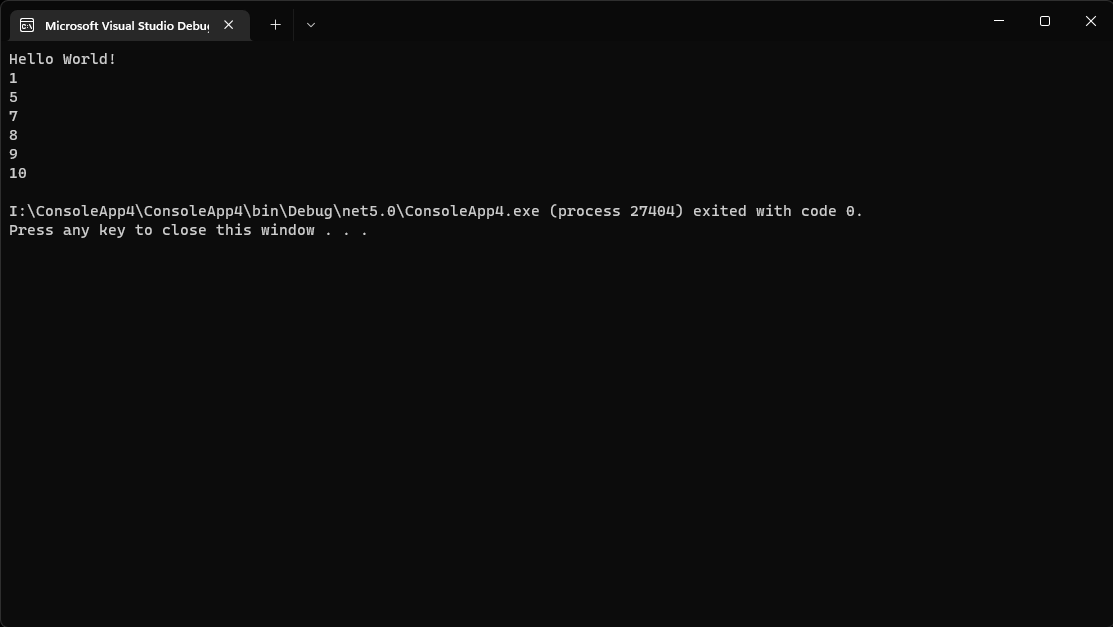 Microsoft Visual Studio Debu
Hello World!
1
5
7
8
9
10
I:\ConsoleApp4\ConsoleApp4\bin\Debug\net5.0\ConsoleApp4.exe (process 27404) exited with code 0.
Press any key to close this window . . .